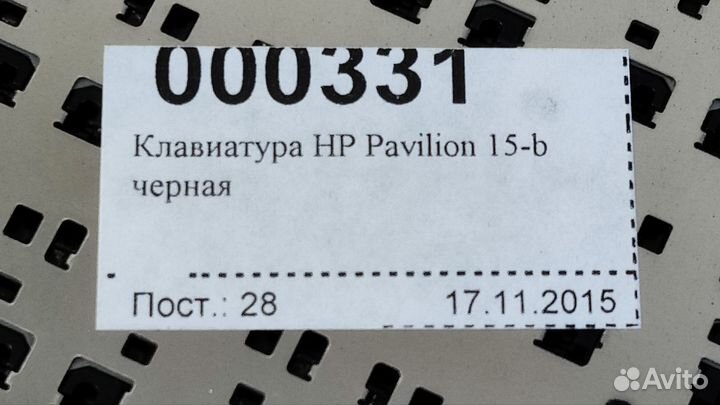 000331
Клавиатура HP Pavilion 15-b
черная
Пост.: 28 17.11.2015
Avito